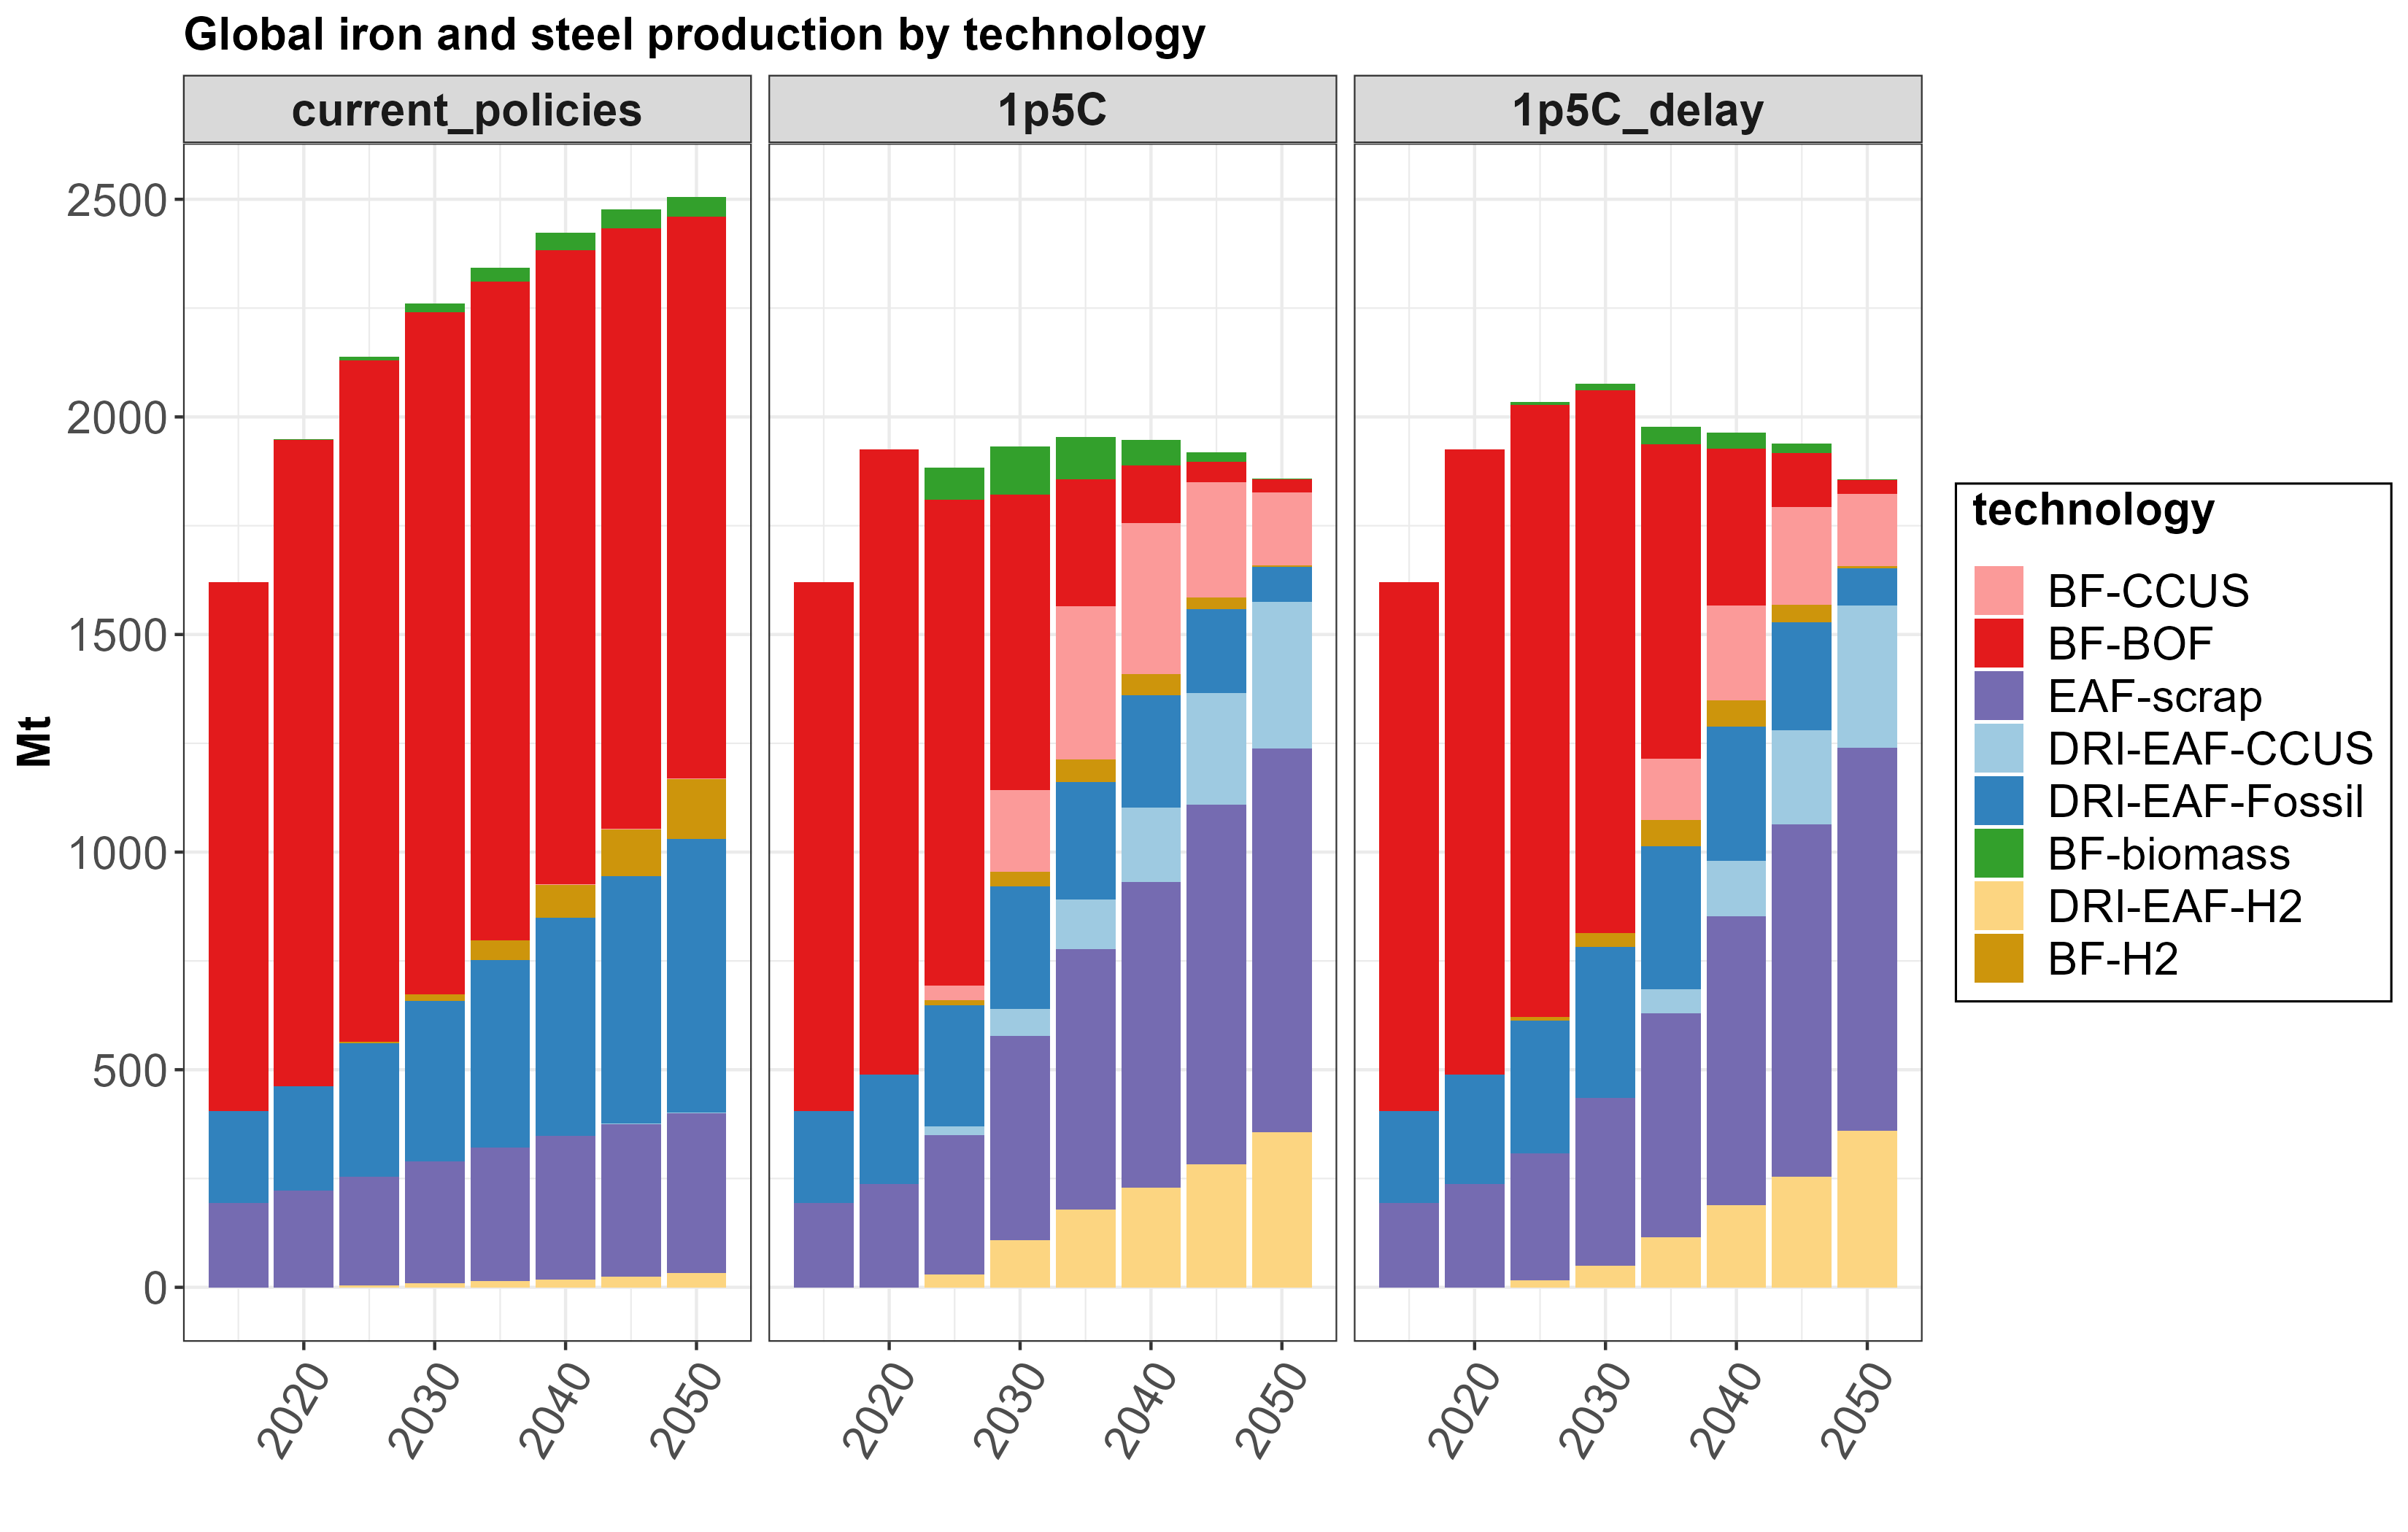 Global iron and steel production by technology
current_policies
1p5C
1p5C_delay
2500
2000
1500
1000
500
0
Mt
2020
2030
2040
2050
2020
2030
2040
2050
2020
2030
2040
2050
technology
BF-CCUS
BF-BOF
EAF-scrap
DRI-EAF-CCUS
DRI-EAF-Fossil
BF-biomass
DRI-EAF-H2
BF-H2